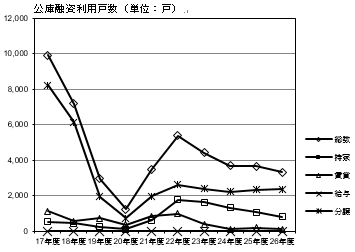 公庫融資利用戸数（単位：戸）
12,000
10,000
8,000
6,000
4,000
2,000
0
17年度 18年度 19年度 20年度 21年度 22年度 23年度 24年度 25年度 26年度
総数
持家
賃貸
給与
分譲